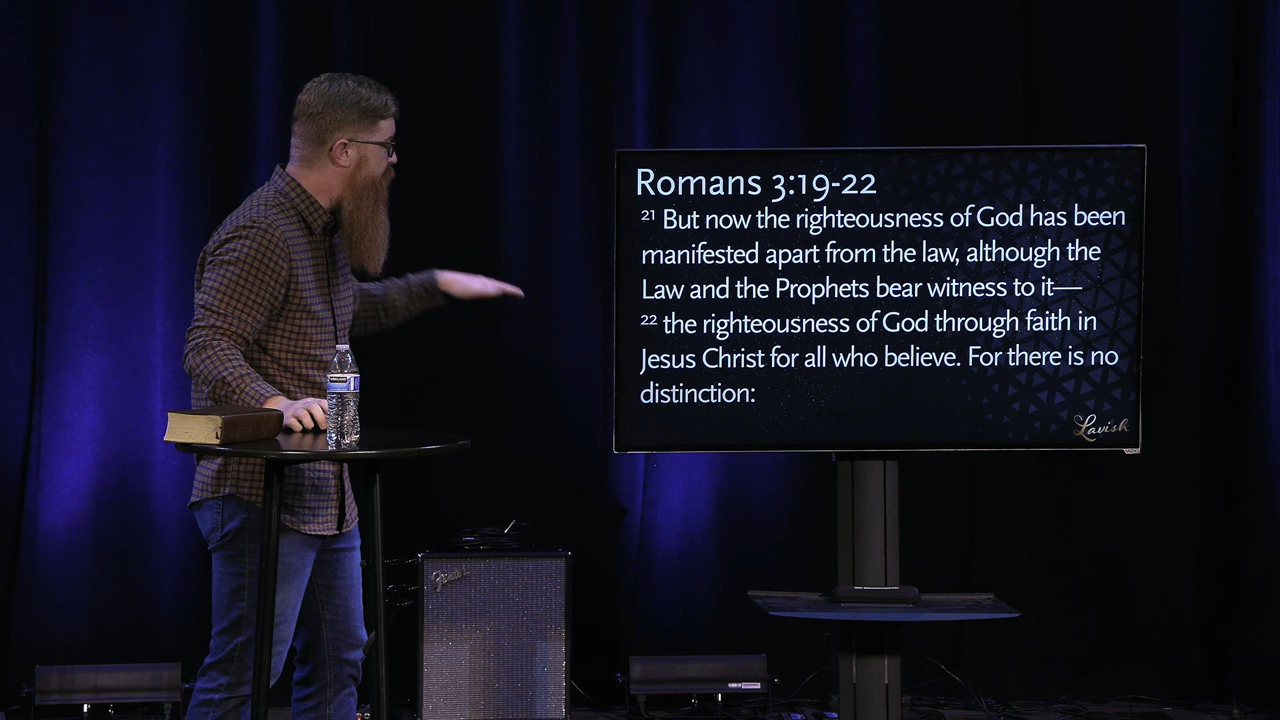 Romans 3:19-22
21 But now the righteousness of God has been
manifested apart from the law, although the
Law and the Prophets bear witness to it—
22 the righteousness of God through faith in
Jesus Christ for all who believe. For there is no
distinction:
Lavish
Fender